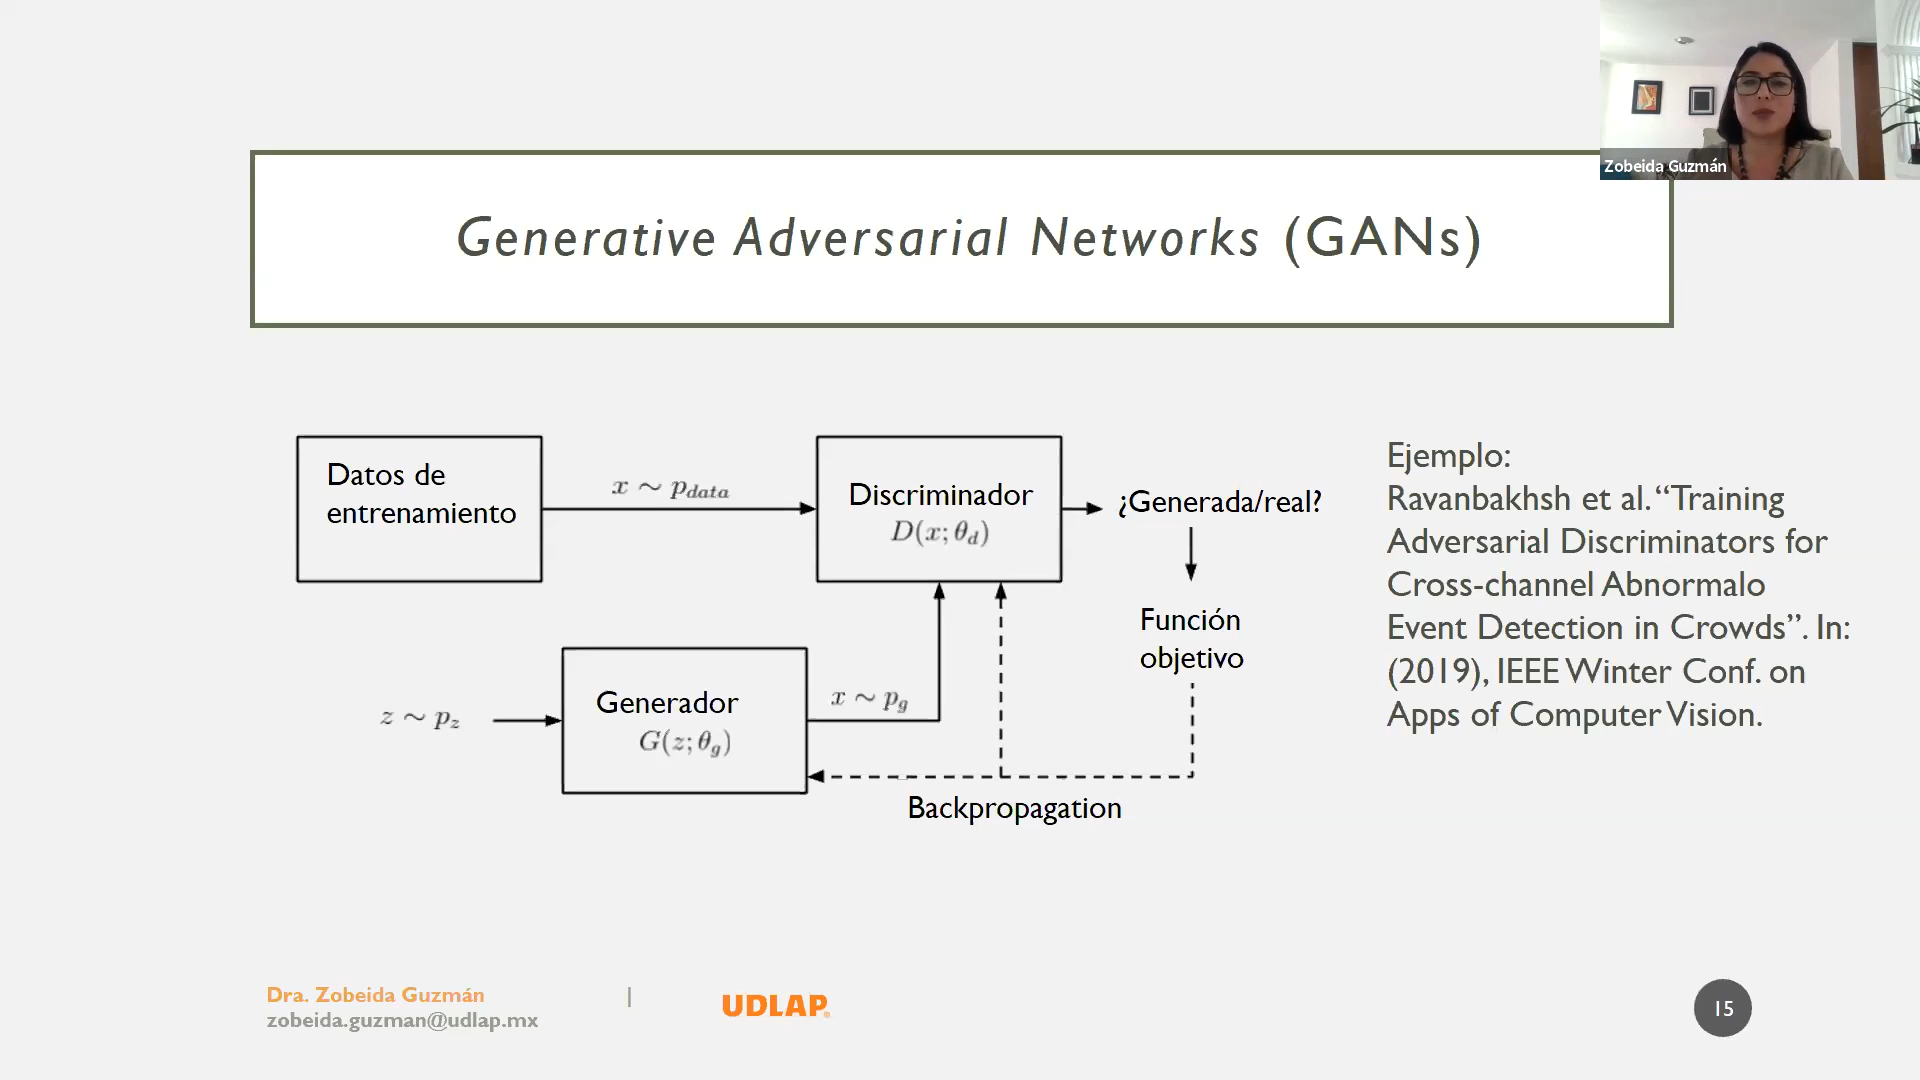 Zobeida Guzmán
Generative Adversarial Networks (GANs)
Datos de
entrenamiento
x ~ p_data
Discriminador
D(x; θ_d)
¿Generada/real?
Función
objetivo
z ~ p_z
Generador
G(z; θ_g)
x ~ p_g
Backpropagation
Ejemplo:
Ravanbakhsh et al. “Training
Adversarial Discriminators for
Cross-channel Abnormalo
Event Detection in Crowds”. In:
(2019), IEEE Winter Conf. on
Apps of Computer Vision.
Dra. Zobeida Guzmán
zobeida.guzman@udlap.mx
|
UDLAP®
15